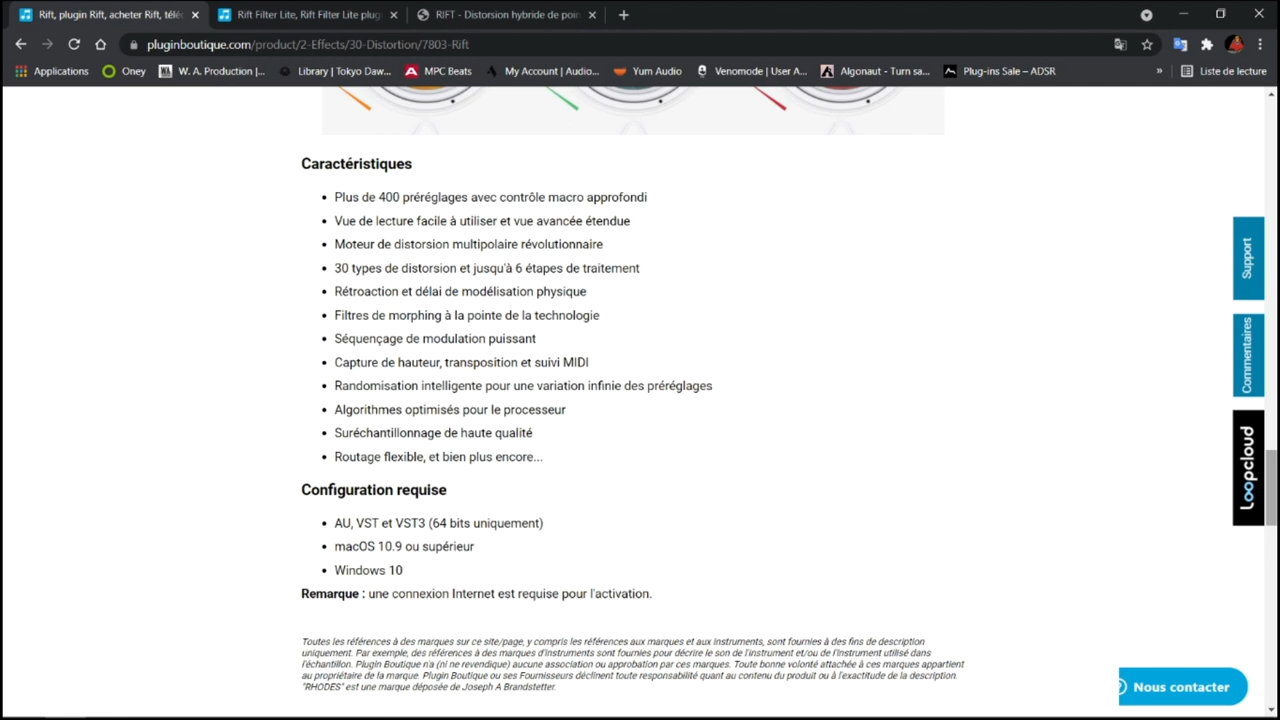 Rift, plugin Rift, acheter Rift, téléc
Rift Filter Lite, Rift Filter Lite plug
RIFT - Distorsion hybride de poin
pluginboutique.com/product/2-Effects/30-Distortion/7803-Rift
Applications
Oney
W. A. Production |...
Library | Tokyo Daw...
MPC Beats
My Account | Audio...
Yum Audio
Venomode | User A...
Algonaut - Turn sa...
Plug-ins Sale – ADSR
»
Liste de lecture
Caractéristiques
• Plus de 400 préréglages avec contrôle macro approfondi
• Vue de lecture facile à utiliser et vue avancée étendue
• Moteur de distorsion multipolaire révolutionnaire
• 30 types de distorsion et jusqu'à 6 étapes de traitement
• Rétroaction et délai de modélisation physique
• Filtres de morphing à la pointe de la technologie
• Séquençage de modulation puissant
• Capture de hauteur, transposition et suivi MIDI
• Randomisation intelligente pour une variation infinie des préréglages
• Algorithmes optimisés pour le processeur
• Suréchantillonnage de haute qualité
• Routage flexible, et bien plus encore...
Configuration requise
• AU, VST et VST3 (64 bits uniquement)
• macOS 10.9 ou supérieur
• Windows 10
Remarque : une connexion Internet est requise pour l'activation.
Toutes les références à des marques sur ce site/page, y compris les références aux marques et aux instruments, sont fournies à des fins de description
uniquement. Par exemple, des références à des marques d'instruments sont fournies pour décrire le son de l'instrument et/ou de l'instrument utilisé dans
l'échantillon. Plugin Boutique n'a (ni ne revendique) aucune association ou approbation par ces marques. Toute bonne volonté attachée à ces marques appartient
au propriétaire de la marque. Plugin Boutique ou ses Fournisseurs déclinent toute responsabilité quant au contenu du produit ou à l'exactitude de la description.
"RHODES" est une marque déposée de Joseph A Brandstetter.
Support
Commentaires
Loopcloud
Nous contacter